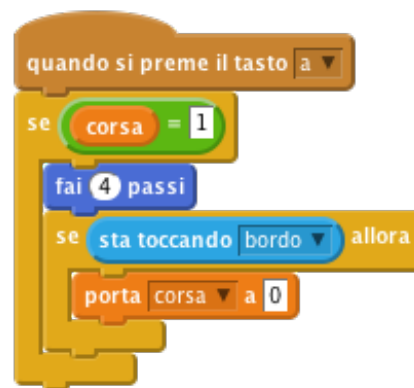 quando si preme il tasto a
se corsa = 1
fai 4 passi
se sta toccando bordo allora
porta corsa a 0